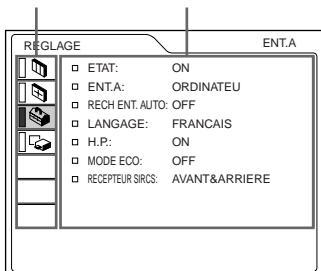 REGLAGE ENT.A
ETAT: ON
ENT.A: ORDINATEU
RECH ENT. AUTO: OFF
LANGAGE: FRANCAIS
H.P.: ON
MODE ECO: OFF
RECEPTEUR SIRCS: AVANT&ARRIERE